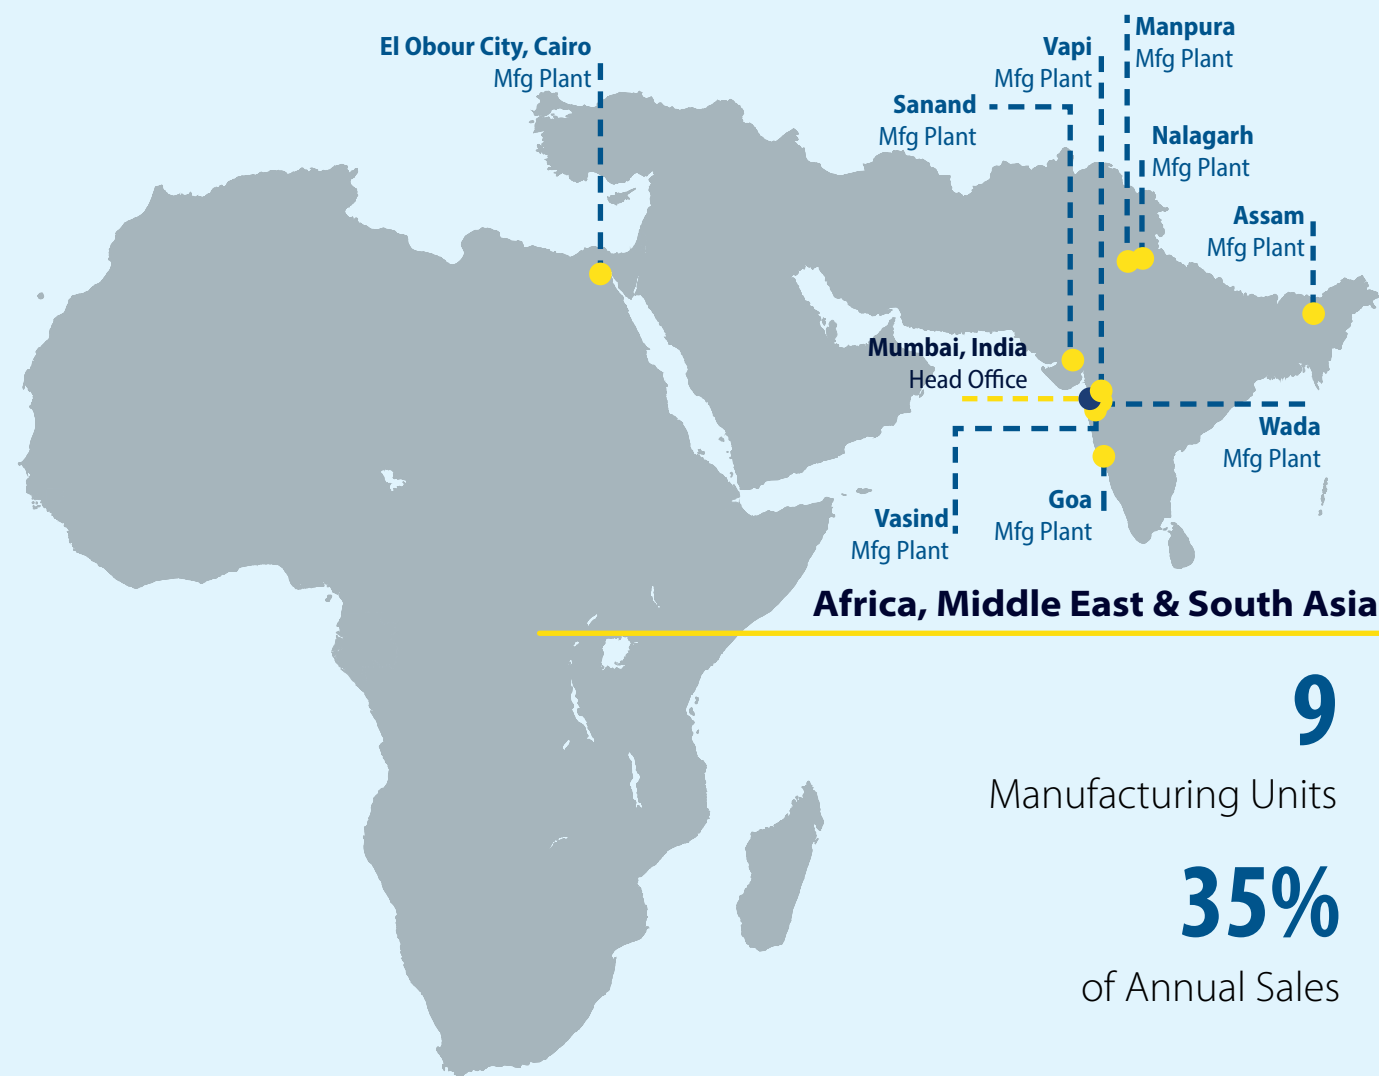 Manpura
Mfg Plant
El Obour City, Cairo
Mfg Plant
Vapi
Mfg Plant
Sanand
Mfg Plant
Nalagarh
Mfg Plant
Assam
Mfg Plant
Mumbai, India
Head Office
Wada
Mfg Plant
Goa
Mfg Plant
Vasind
Mfg Plant
Africa, Middle East & South Asia
9
Manufacturing Units
35%
of Annual Sales